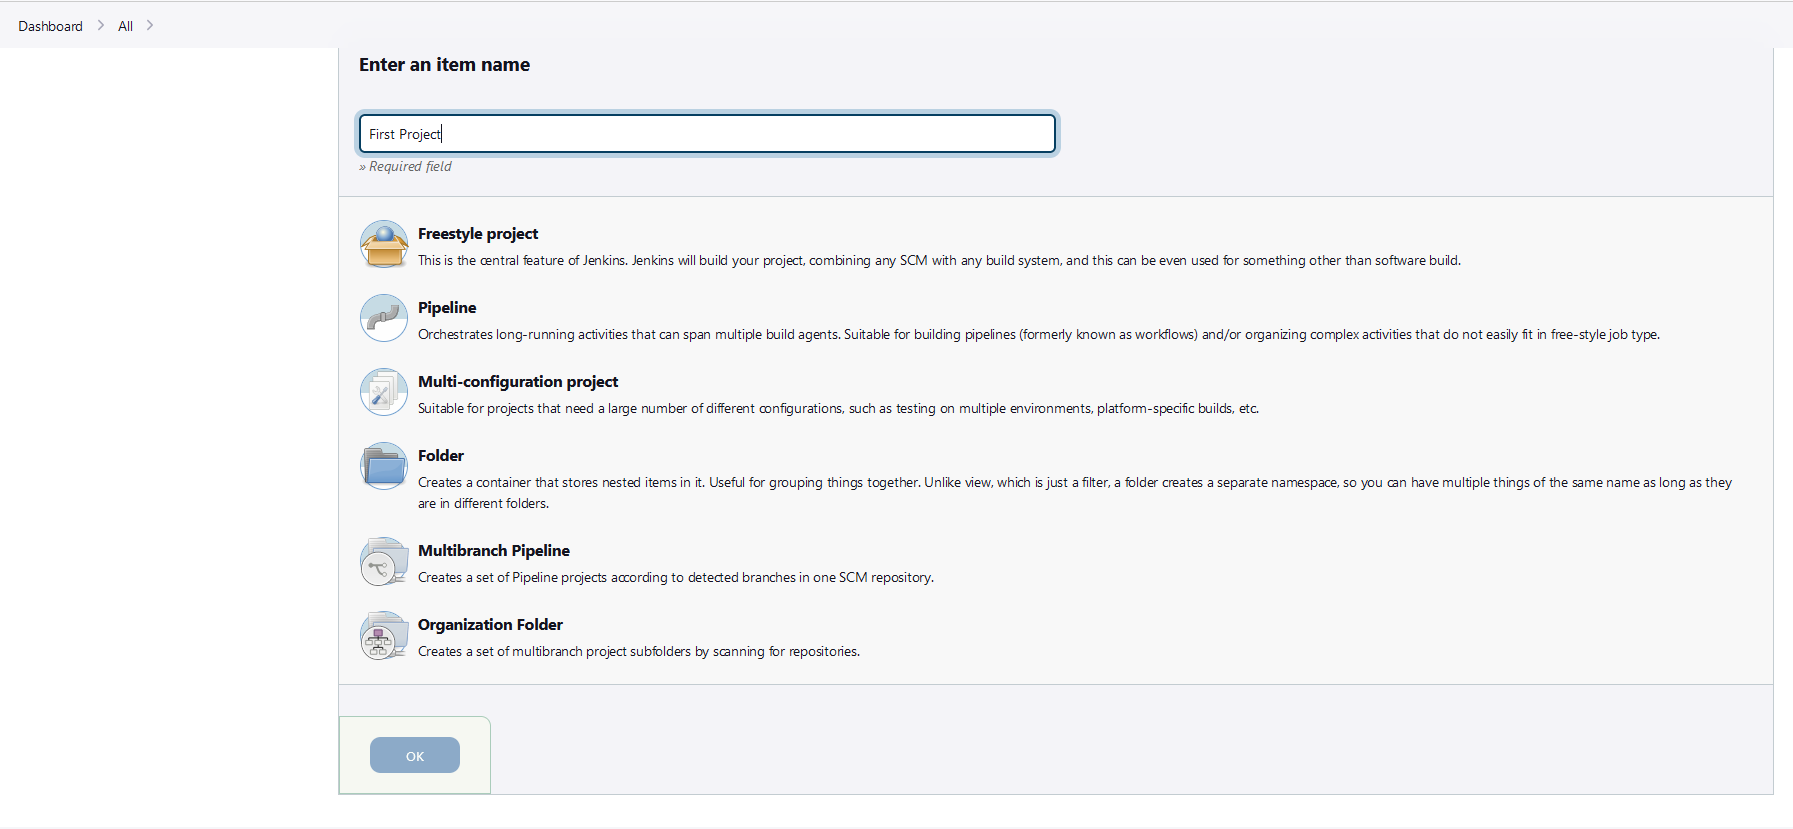 Dashboard > All >
Enter an item name
First Project
» Required field
Freestyle project
This is the central feature of Jenkins. Jenkins will build your project, combining any SCM with any build system, and this can be even used for something other than software build.
Pipeline
Orchestrates long-running activities that can span multiple build agents. Suitable for building pipelines (formerly known as workflows) and/or organizing complex activities that do not easily fit in free-style job type.
Multi-configuration project
Suitable for projects that need a large number of different configurations, such as testing on multiple environments, platform-specific builds, etc.
Folder
Creates a container that stores nested items in it. Useful for grouping things together. Unlike view, which is just a filter, a folder creates a separate namespace, so you can have multiple things of the same name as long as they
are in different folders.
Multibranch Pipeline
Creates a set of Pipeline projects according to detected branches in one SCM repository.
Organization Folder
Creates a set of multibranch project subfolders by scanning for repositories.
OK